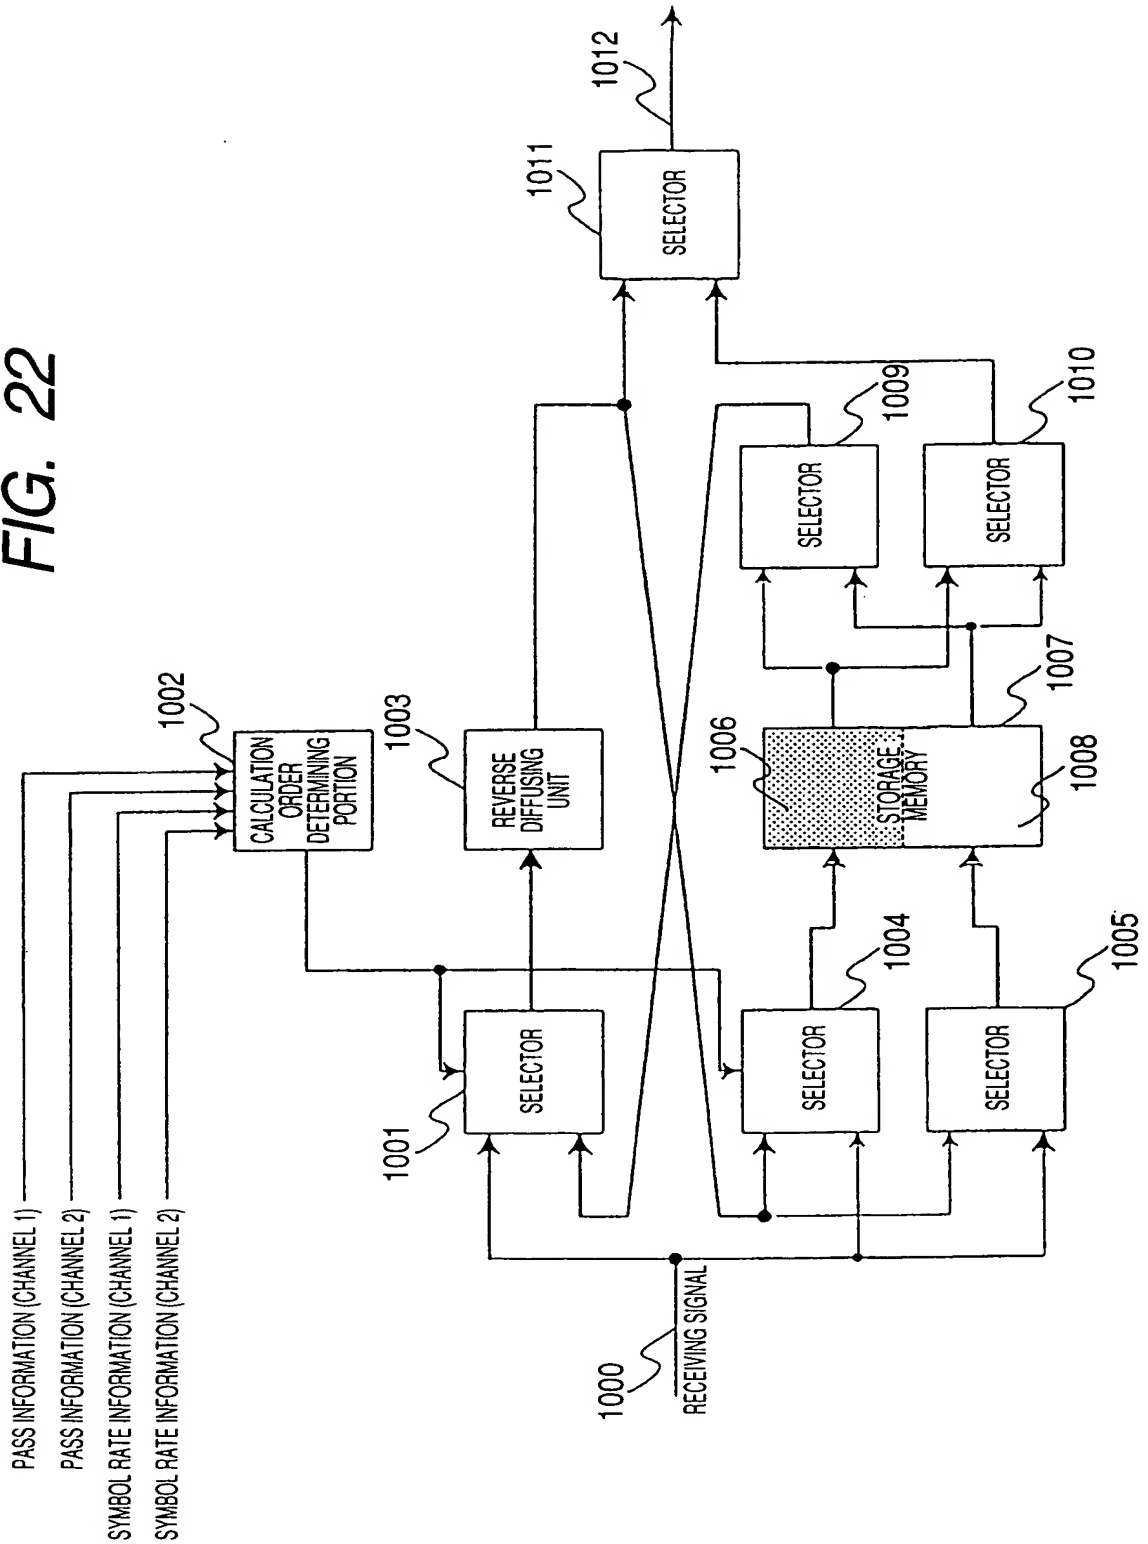 FIG. 22
PASS INFORMATION (CHANNEL 1)
PASS INFORMATION (CHANNEL 2)
SYMBOL RATE INFORMATION (CHANNEL 1)
SYMBOL RATE INFORMATION (CHANNEL 2)
1002
CALCULATION
ORDER
DETERMINING
PORTION
1001
SELECTOR
1003
REVERSE
DIFFUSING
UNIT
1011
SELECTOR
1012
1000
RECEIVING SIGNAL
SELECTOR
1004
SELECTOR
1005
1006
STORAGE
MEMORY
1008
1007
SELECTOR
1009
SELECTOR
1010